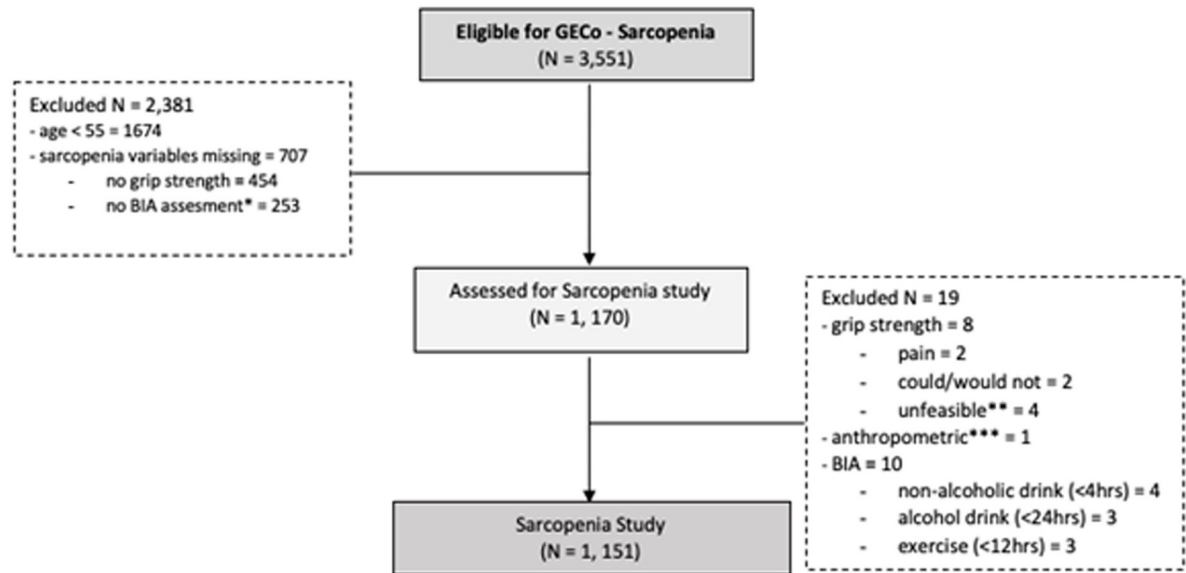 Eligible for GECo - Sarcopenia
(N = 3,551)
Excluded N = 2,381
- age < 55 = 1674
- sarcopenia variables missing = 707
- no grip strength = 454
- no BIA assesment* = 253
Assessed for Sarcopenia study
(N = 1, 170)
Excluded N = 19
- grip strength = 8
- pain = 2
- could/would not = 2
- unfeasible** = 4
- anthropometric*** = 1
- BIA = 10
- non-alcoholic drink (<4hrs) = 4
- alcohol drink (<24hrs) = 3
- exercise (<12hrs) = 3
Sarcopenia Study
(N = 1, 151)